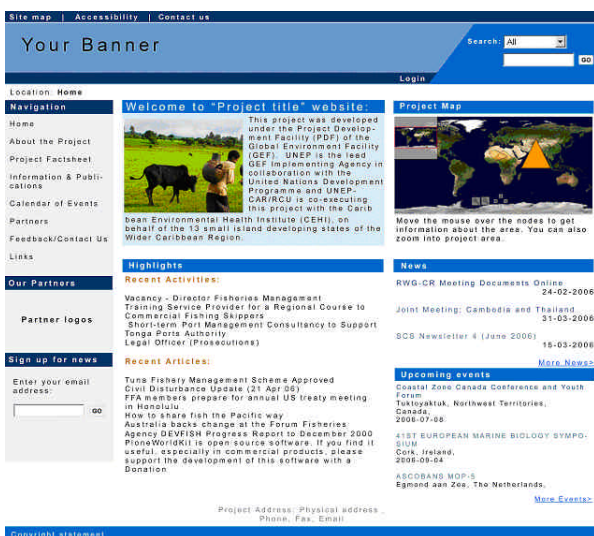 Site map | Accessibility | Contact us
Your Banner
Search: All
GO
Login
Location: Home
Navigation
Home
About the Project
Project Factsheet
Information & Publi-
cations
Calendar of Events
Partners
Feedback/Contact Us
Links
Our Partners
Partner logos
Sign up for news
Enter your email
address:
GO
Welcome to "Project title" website:
This project was developed
under the Project Develop-
ment Facility (PDF) of the
Global Environment Facility
(GEF). UNEP is the lead
GEF Implementing Agency in
collaboration with the
United Nations Development
Programme and UNEP-
CAR/RCU is co-executing
this project with the Carib
bean Environmental Health Institute (CEHI), on
behalf of the 13 small island developing states of the
Wider Caribbean Region.
Highlights
Recent Activities:
Vacancy - Director Fisheries Management
Training Service Provider for a Regional Course to
Commercial Fishing Skippers
Short-term Port Management Consultancy to Support
Tonga Ports Authority
Legal Officer (Prosecutions)
Recent Articles:
Tuna Fishery Management Scheme Approved
Civil Disturbance Update (21 Apr 06)
FFA members prepare for annual US treaty meeting
in Honolulu
How to share fish the Pacific way
Australia backs change at the Forum Fisheries
Agency DEVFISH Progress Report to December 2000
PloneWorldKit is open source software. If you find it
useful, especially in commercial products, please
support the development of this software with a
Donation
Project Map
Move the mouse over the nodes to get
information about the area. You can also
zoom into project area.
News
RWG-CR Meeting Documents Online
24-02-2006
Joint Meeting: Cambodia and Thailand
31-03-2006
SCS Newsletter 4 (June 2006)
15-03-2006
More News>
Upcoming events
Coastal Zone Canada Conference and Youth
Forum
Tuktoyaktuk, Northwest Territories,
Canada,
2006-07-08
41ST EUROPEAN MARINE BIOLOGY SYMPO-
SIUM
Cork, Ireland,
2006-09-04
ASCOBANS MOP-5
Egmond aan Zee, The Netherlands,
More Events>
Project Address: Physical address
Phone, Fax, Email
Copyright statement